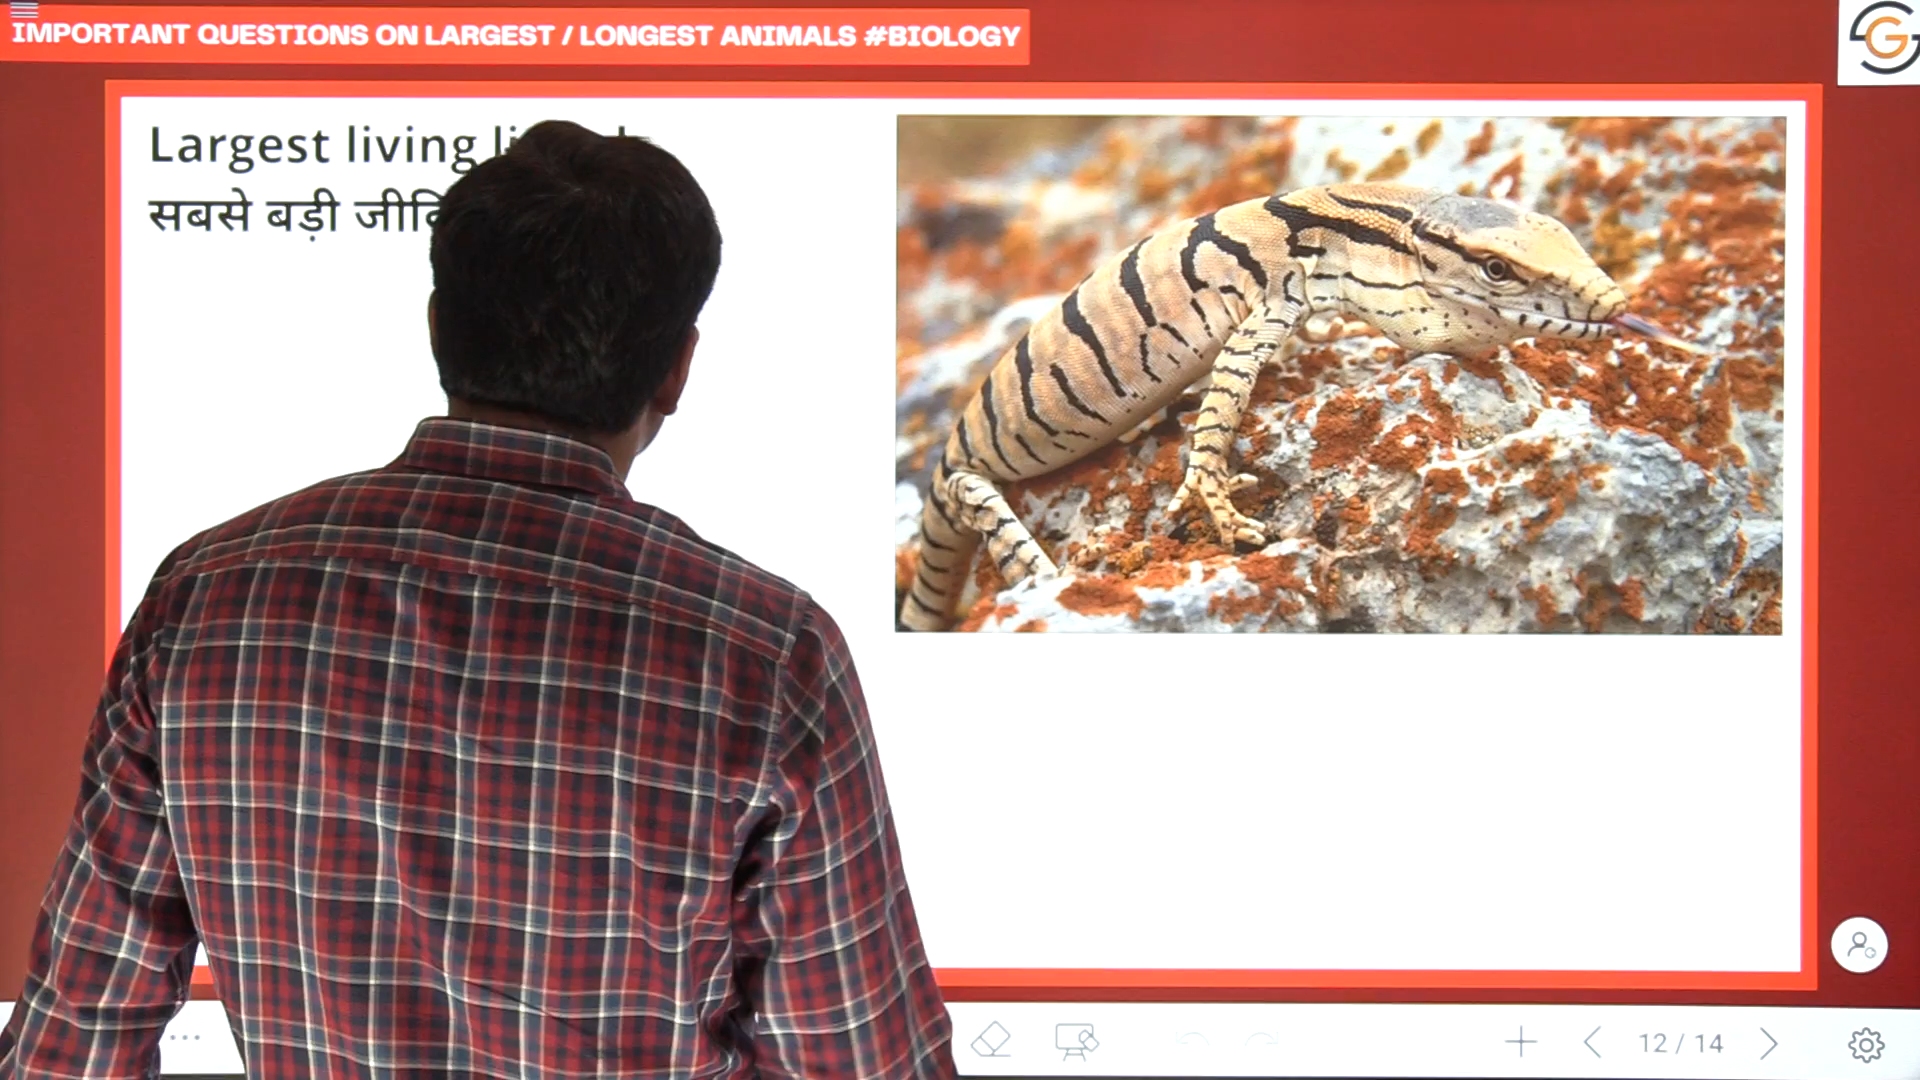 IMPORTANT QUESTIONS ON LARGEST / LONGEST ANIMALS #BIOLOGY
Largest living
सबसे बड़ी
12 / 14